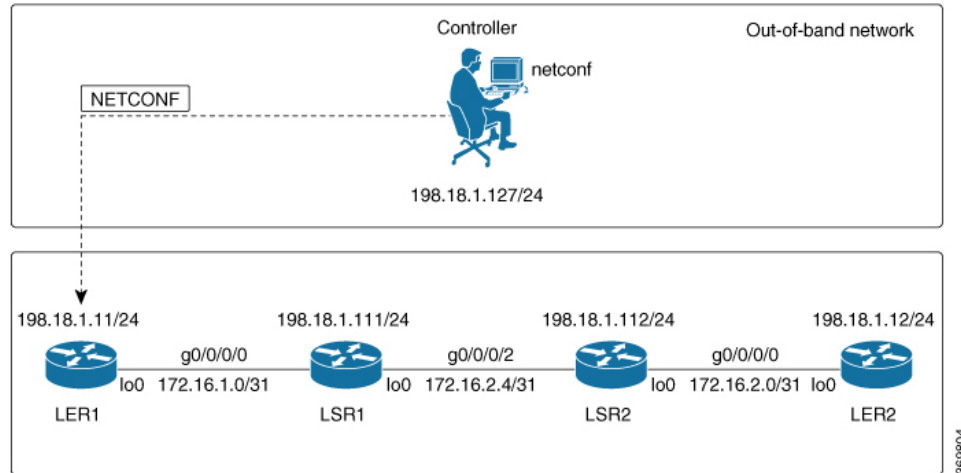 Controller
Out-of-band network
netconf
NETCONF
198.18.1.127/24
198.18.1.11/24
198.18.1.111/24
198.18.1.112/24
198.18.1.12/24
g0/0/0/0
g0/0/0/2
g0/0/0/0
lo0
172.16.1.0/31
lo0
172.16.2.4/31
lo0
172.16.2.0/31
lo0
LER1
LSR1
LSR2
LER2
369804